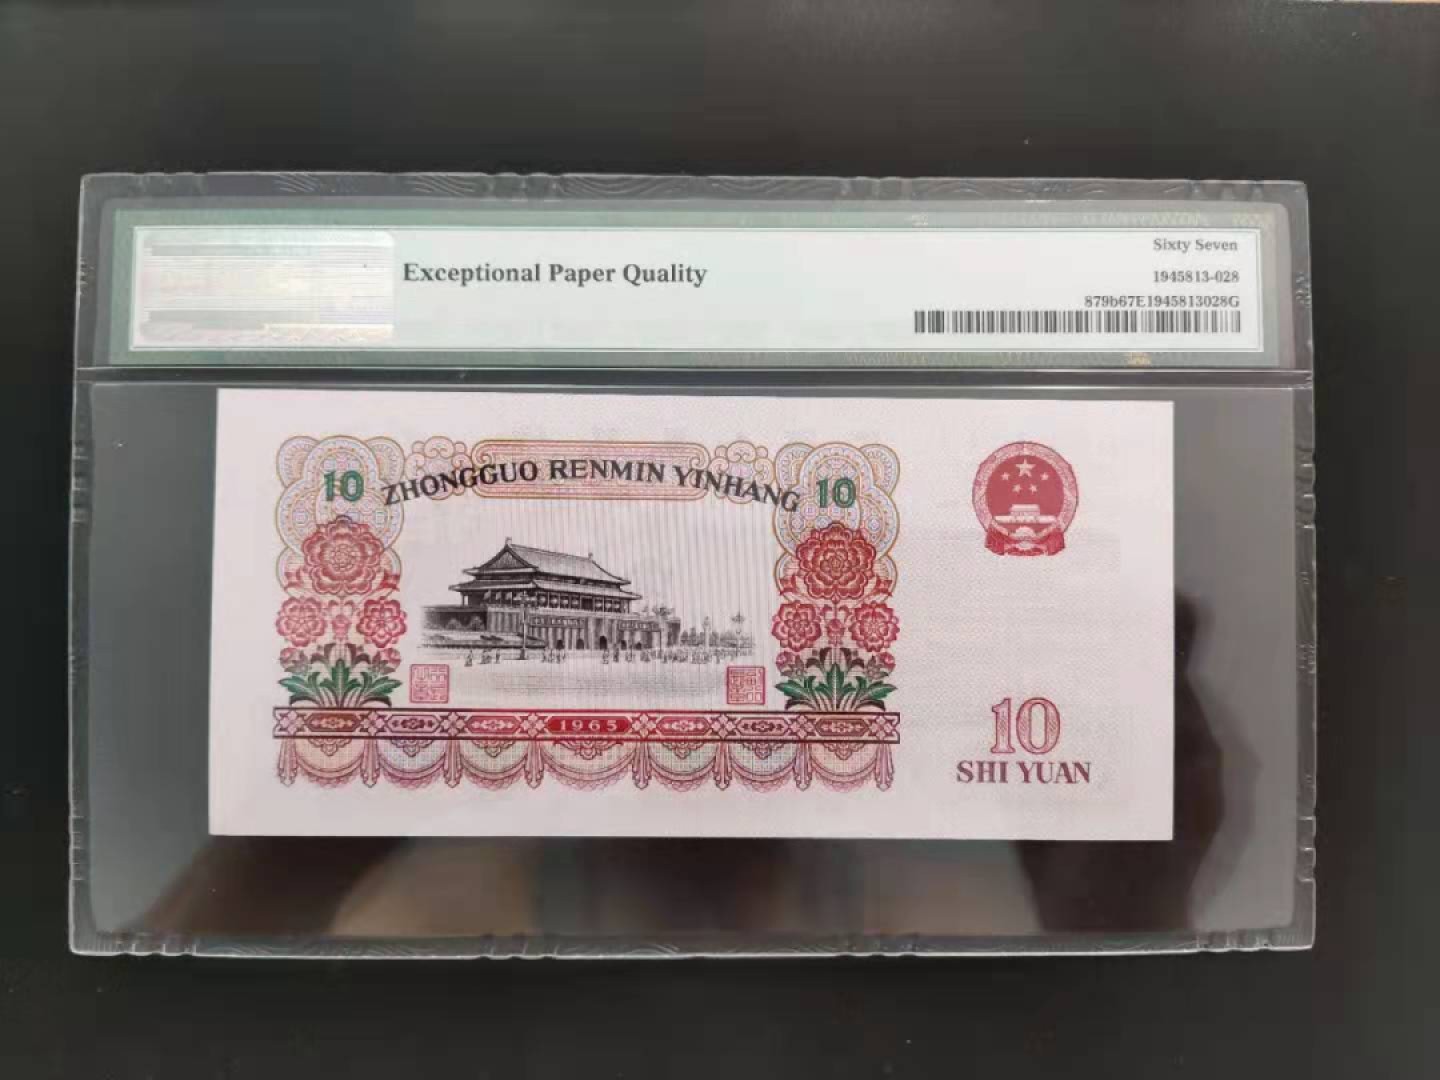 Sixty Seven
Exceptional Paper Quality
1945813-028
879b67E1945813028G
10 ZHONGGUO RENMIN YINHANG 10
1965
10
SHI YUAN